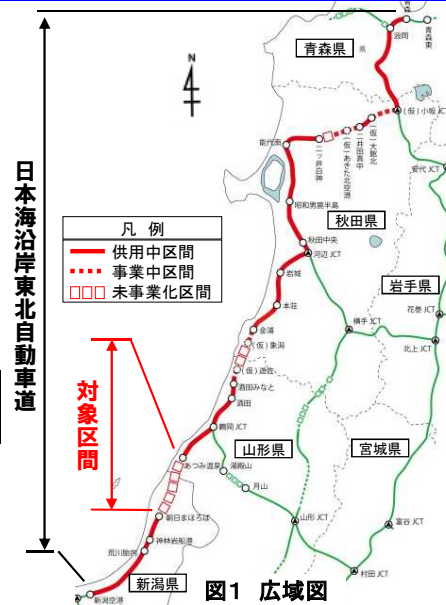 青森
青森県
県
浪岡
青森東
N
(仮)小坂JCT
(仮)大館北
二井田真中
(仮)あきた北空港
二ツ井白神
能代南
安代JCT
日本海沿岸東北自動車道
昭和男鹿半島
秋田県
凡 例
供用中区間
事業中区間
未事業化区間
秋田中央
河辺JCT
岩手県
岩城
花巻JCT
本荘
横手JCT
金浦
(仮)象潟
北上JCT
(仮)遊佐
対象区間
酒田みなと
酒田
鶴岡JCT
山形県
宮城県
あつみ温泉
湯殿山
月山
朝日まほろば
山形JCT
富谷JCT
神林岩船港
荒川胎内
新潟県
村田JCT
新潟空港
図1 広域図